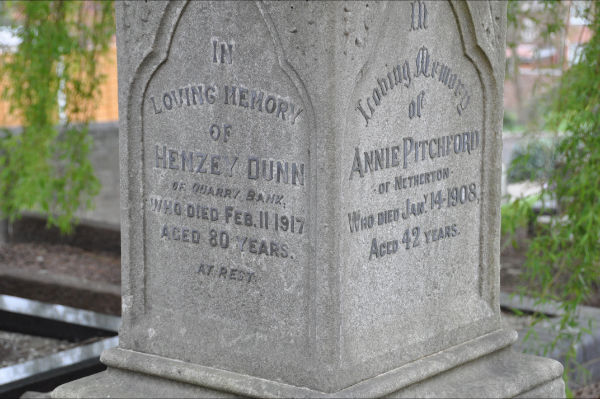 IN
LOVING MEMORY
OF
HENZEY DUNN
OF QUARRY BANK,
WHO DIED FEB. 11 1917
AGED 80 YEARS.
AT REST.
In
Loving Memory
of
ANNIE PITCHFORD
OF NETHERTON
WHO DIED JANY 14-1908,
AGED 42 YEARS.